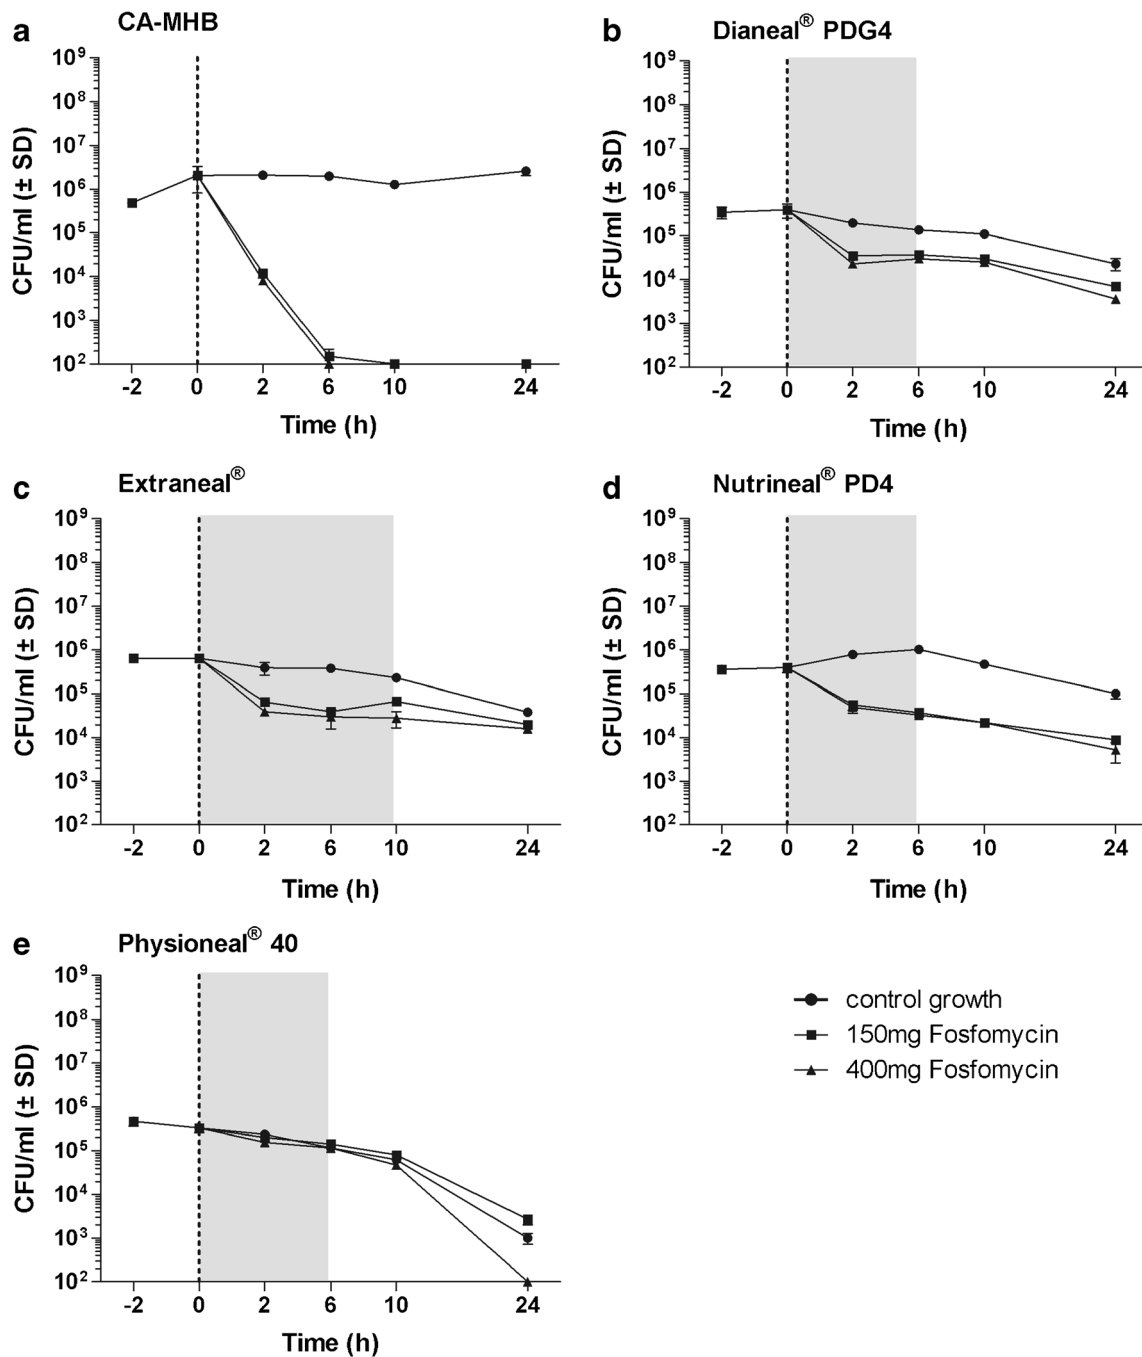 a CA-MHB
10⁹
10⁸
10⁷
10⁶
10⁵
10⁴
10³
10²
CFU/ml (± SD)
-2 0 2 6 10 24
Time (h)
b Dianeal® PDG4
10⁹
10⁸
10⁷
10⁶
10⁵
10⁴
10³
10²
CFU/ml (± SD)
-2 0 2 6 10 24
Time (h)
c Extraneal®
10⁹
10⁸
10⁷
10⁶
10⁵
10⁴
10³
10²
CFU/ml (± SD)
-2 0 2 6 10 24
Time (h)
d Nutrineal® PD4
10⁹
10⁸
10⁷
10⁶
10⁵
10⁴
10³
10²
CFU/ml (± SD)
-2 0 2 6 10 24
Time (h)
e Physioneal® 40
10⁹
10⁸
10⁷
10⁶
10⁵
10⁴
10³
10²
CFU/ml (± SD)
-2 0 2 6 10 24
Time (h)
control growth
150mg Fosfomycin
400mg Fosfomycin